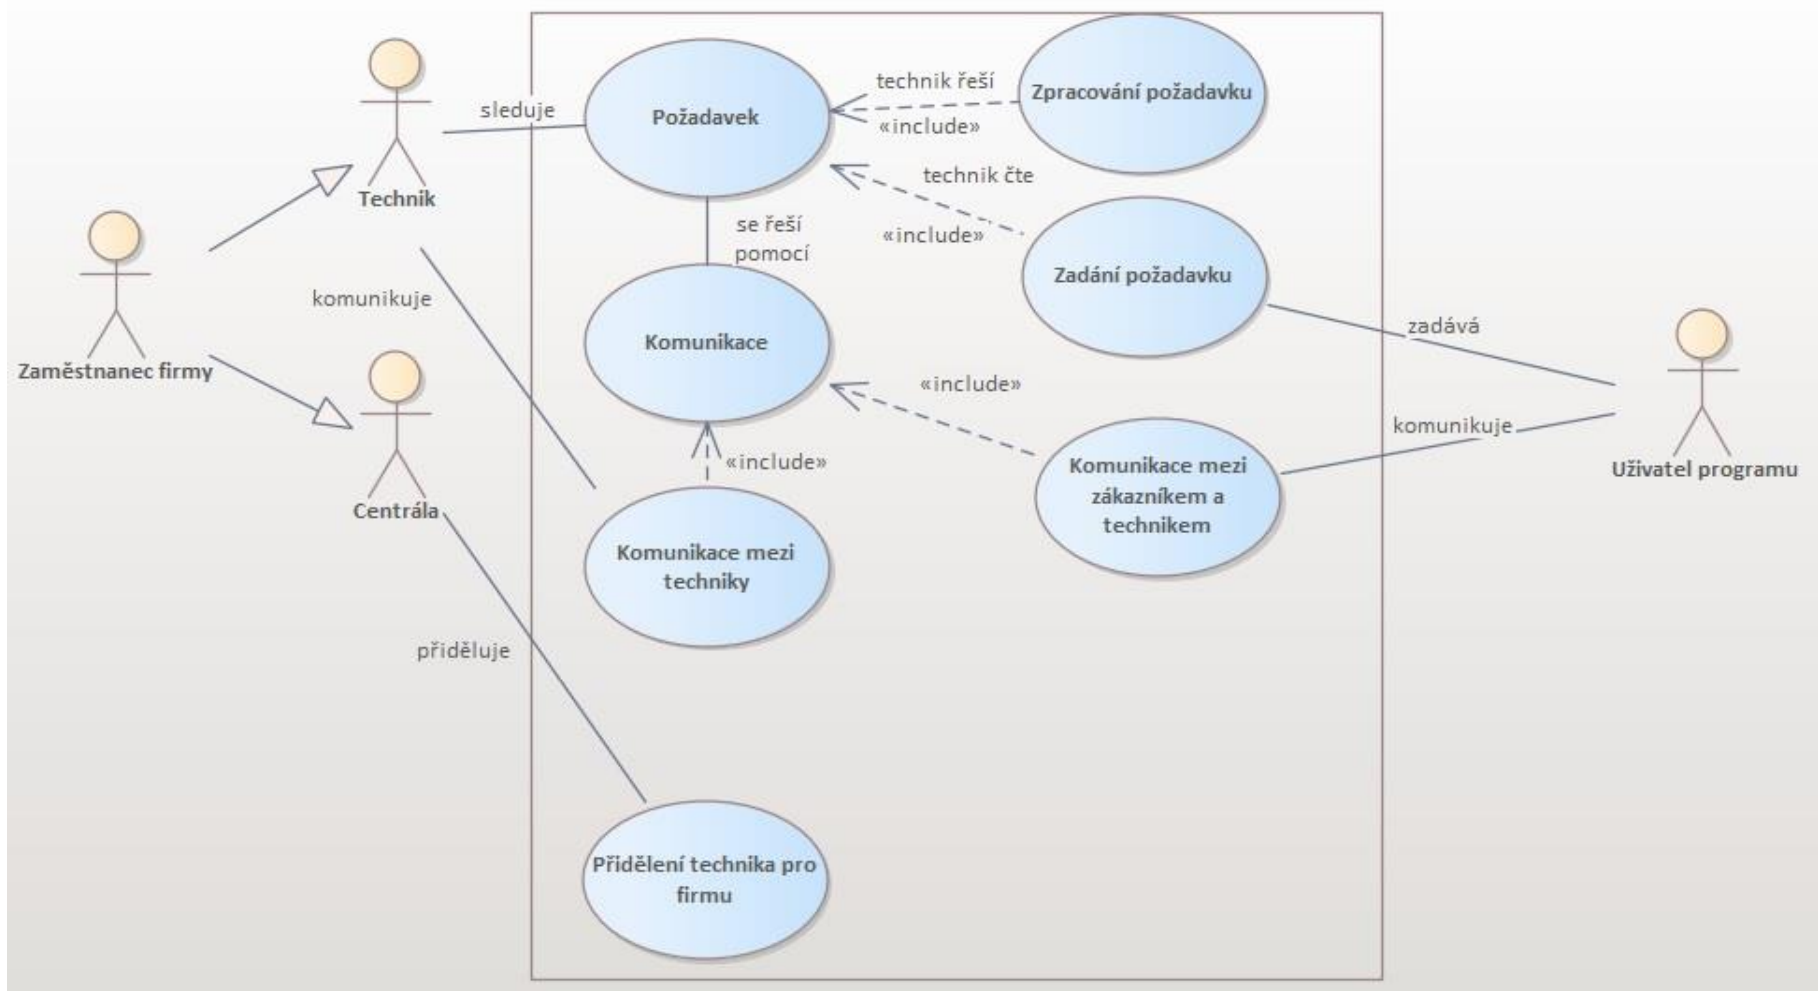 technik řeší
Zpracování požadavku
sleduje
Požadavek
«include»
technik čte
Technik
se řeší
pomocí
«include»
Zadání požadavku
komunikuje
zadává
Komunikace
Zaměstnanec firmy
«include»
komunikuje
«include»
Komunikace mezi
zákazníkem a
technikem
Uživatel programu
Centrála
Komunikace mezi
techniky
přiděluje
Přidělení technika pro
firmu